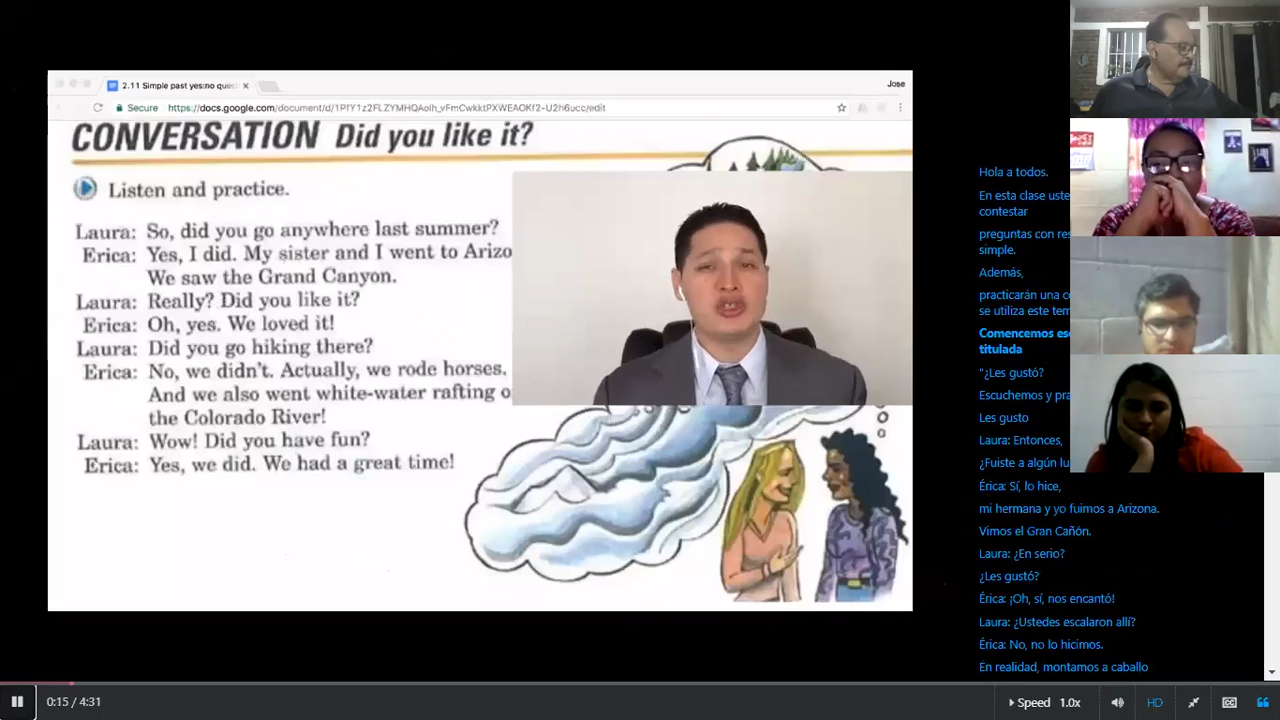 2.11 Simple past yes:no ques
Jose
Secure https://docs.google.com/document/d/1PfY1z2FLZYMHQAoih_vFmCwkktPXWEAOKf2-U2h6ucc/edit
CONVERSATION Did you like it?
Listen and practice.
Laura: So, did you go anywhere last summer?
Erica: Yes, I did. My sister and I went to Arizo
We saw the Grand Canyon.
Laura: Really? Did you like it?
Erica: Oh, yes. We loved it!
Laura: Did you go hiking there?
Erica: No, we didn't. Actually, we rode horses.
And we also went white-water rafting o
the Colorado River!
Laura: Wow! Did you have fun?
Erica: Yes, we did. We had a great time!
Hola a todos.
En esta clase uste
contestar
preguntas con res
simple.
Además,
practicarán una co
se utiliza este tem
Comencemos esc
titulada
"¿Les gustó?
Escuchemos y pra
Les gusto
Laura: Entonces,
¿Fuiste a algún lu
Érica: Sí, lo hice,
mi hermana y yo fuimos a Arizona.
Vimos el Gran Cañón.
Laura: ¿En serio?
¿Les gustó?
Érica: ¡Oh, sí, nos encantó!
Laura: ¿Ustedes escalaron allí?
Érica: No, no lo hicimos.
En realidad, montamos a caballo
0:15 / 4:31
Speed 1.0x
HD
CC